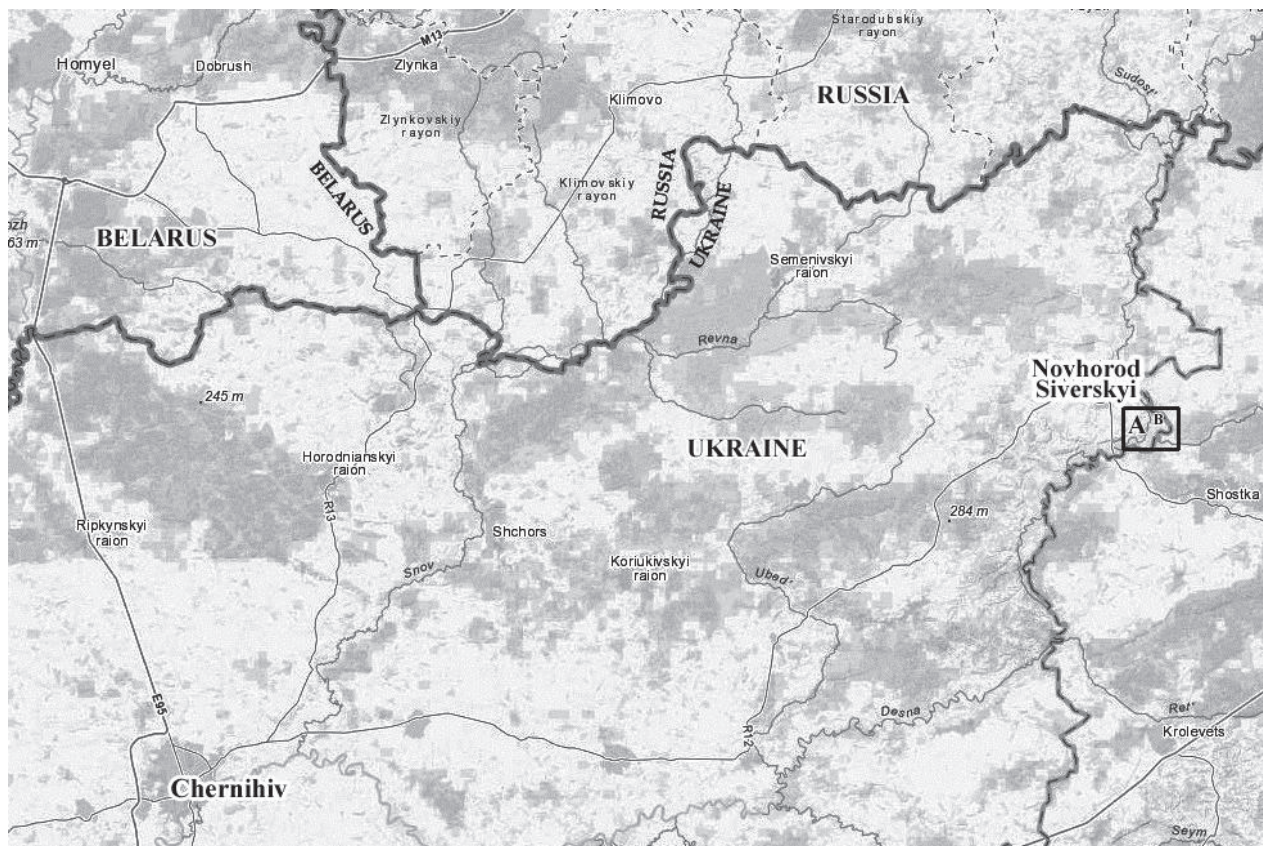 Starodubskiy
rayon
M13
Homyel
Dobrush
Zlynka
Sudost'
Klimovo
RUSSIA
Zlynkovskiy
rayon
BELARUS
RUSSIA
UKRAINE
Klimovskiy
rayon
BELARUS
63 m
Semenivskyi
raion
Revna
Novhorod
Siverskyi
245 m
A B
UKRAINE
Horodnianskyi
raion
Shostka
R13
284 m
Ripkynskyi
raion
Shchors
Koriukivskyi
raion
Snov
Ubed'
E95
Desna
Ret'
R12
Krolevets
Chernihiv
Seym